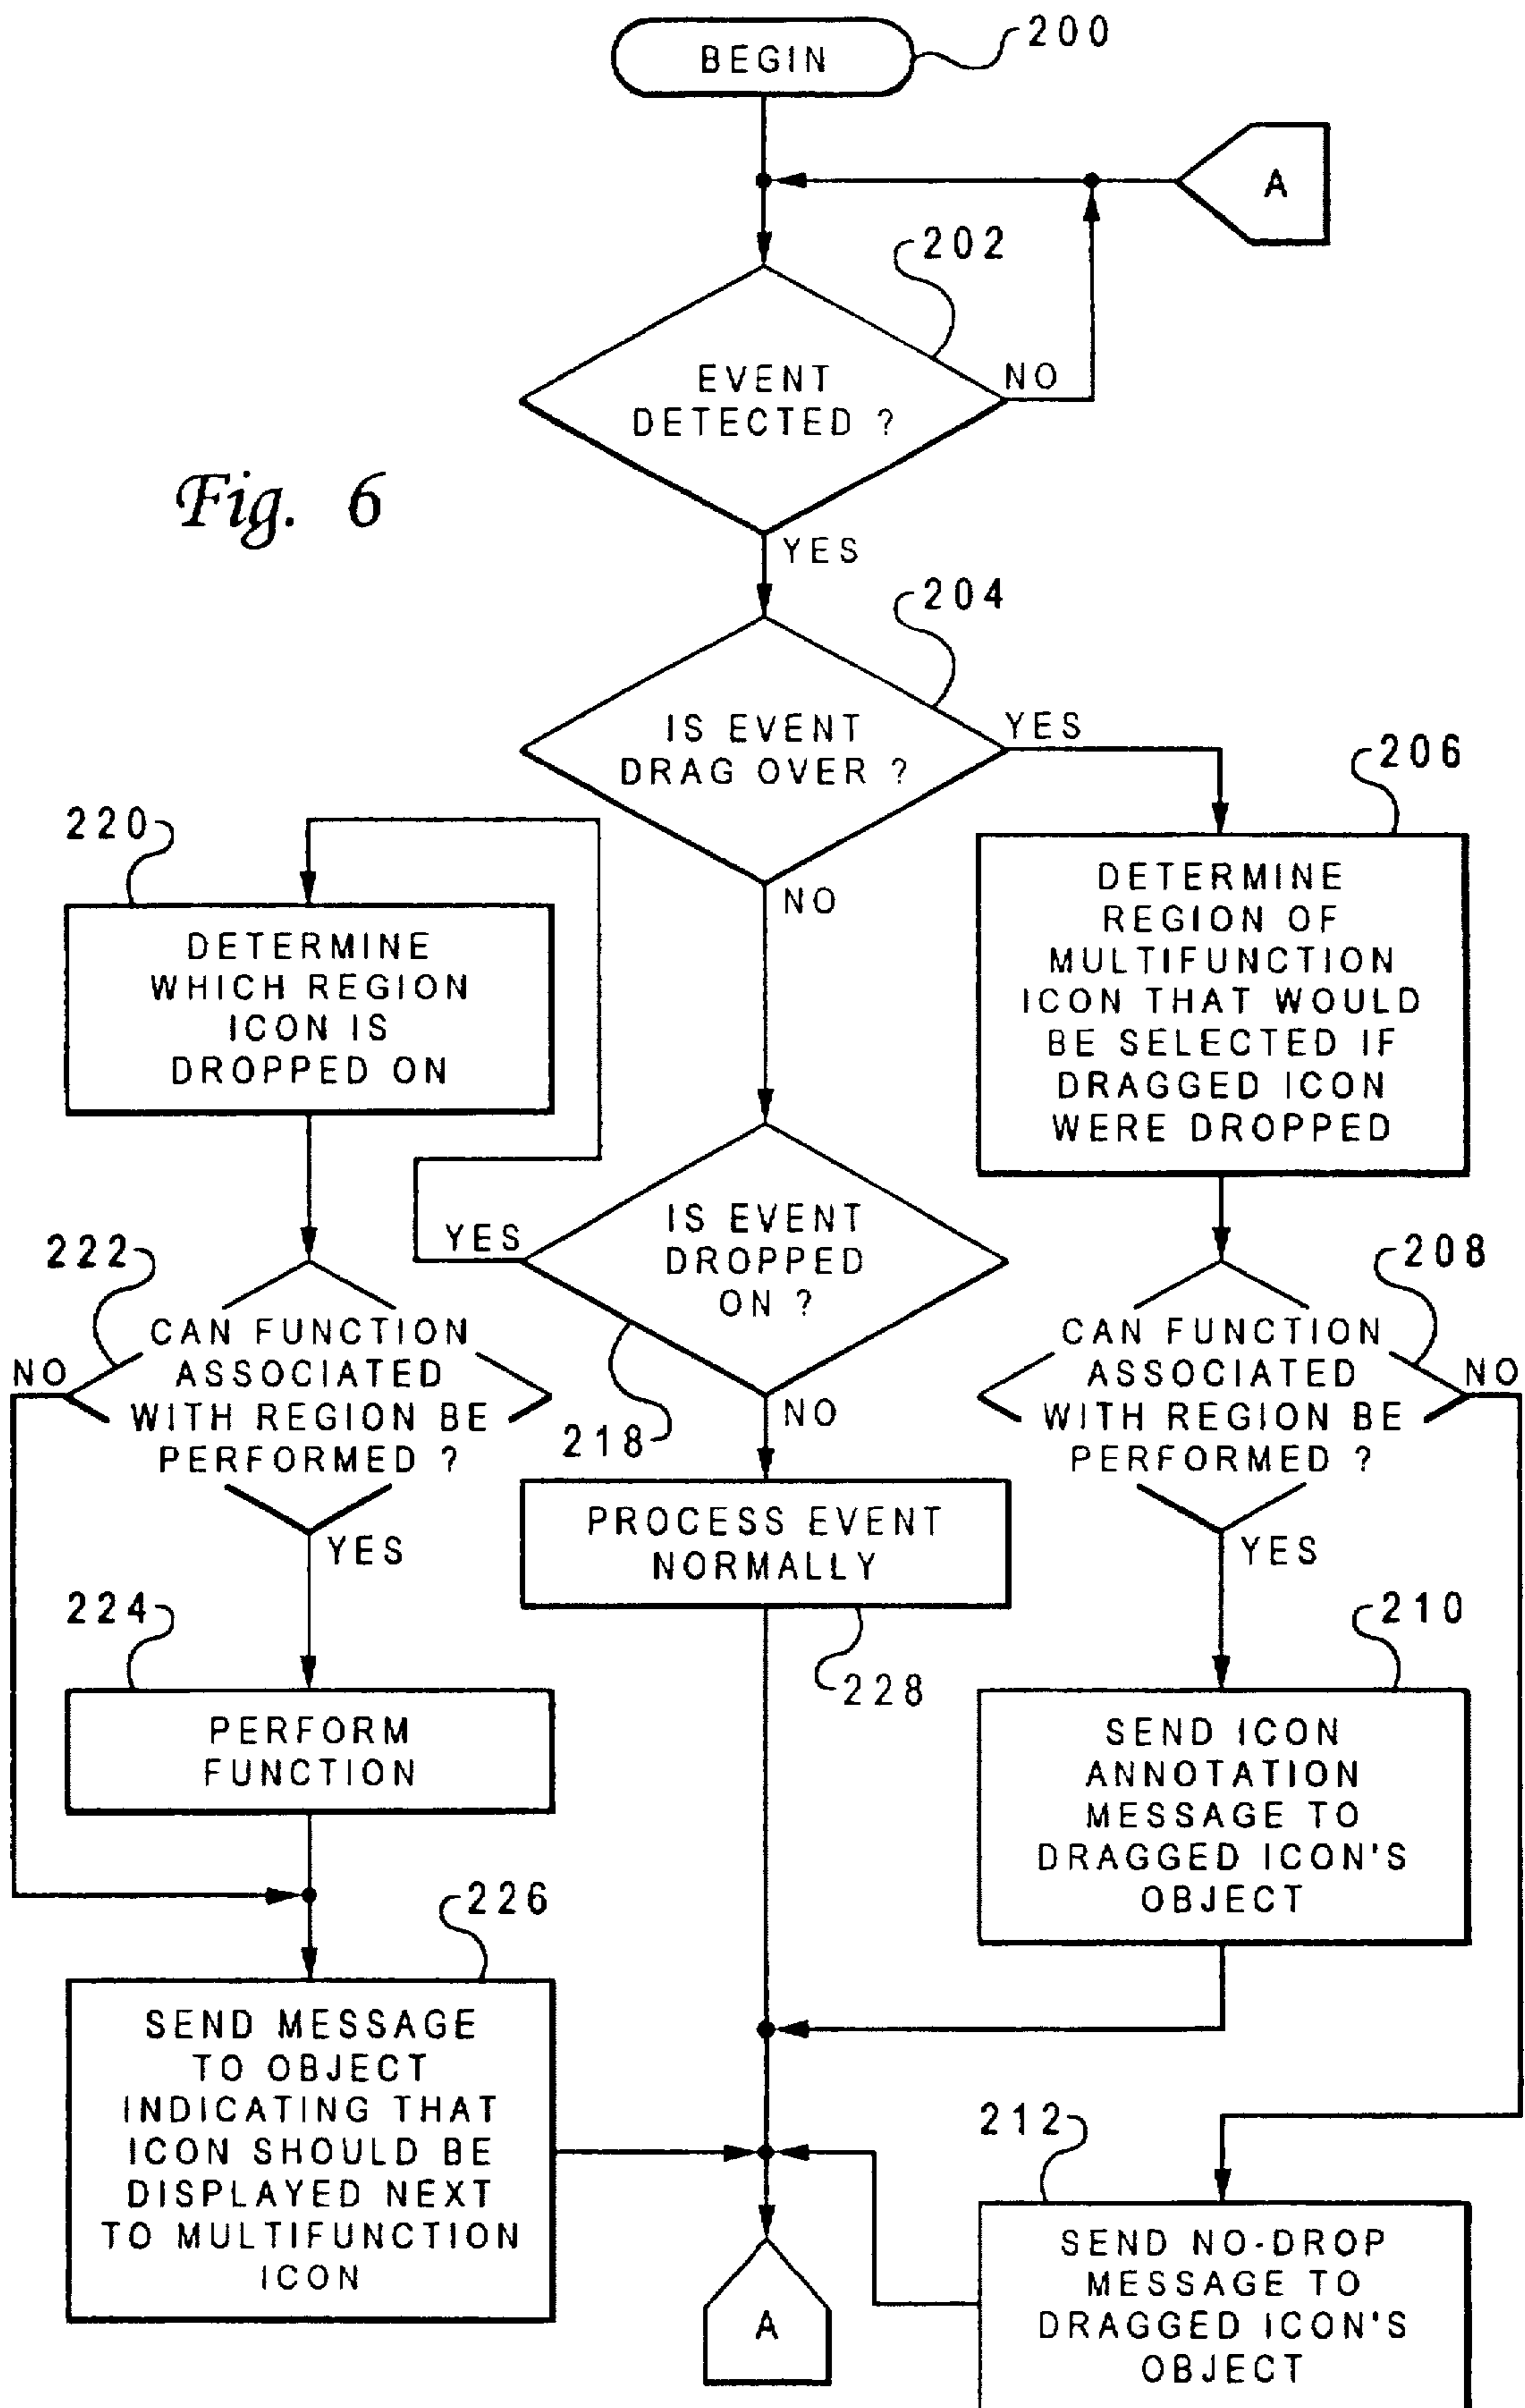 BEGIN
200
A
202
EVENT
DETECTED ?
NO
Fig. 6
YES
204
IS EVENT
DRAG OVER ?
YES
NO
206
DETERMINE
REGION OF
MULTIFUNCTION
ICON THAT WOULD
BE SELECTED IF
DRAGGED ICON
WERE DROPPED
220
DETERMINE
WHICH REGION
ICON IS
DROPPED ON
IS EVENT
DROPPED
ON ?
YES
218
NO
222
CAN FUNCTION
ASSOCIATED
WITH REGION BE
PERFORMED ?
NO
YES
208
CAN FUNCTION
ASSOCIATED
WITH REGION BE
PERFORMED ?
NO
YES
PROCESS EVENT
NORMALLY
228
224
PERFORM
FUNCTION
210
SEND ICON
ANNOTATION
MESSAGE TO
DRAGGED ICON'S
OBJECT
226
SEND MESSAGE
TO OBJECT
INDICATING THAT
ICON SHOULD BE
DISPLAYED NEXT
TO MULTIFUNCTION
ICON
212
SEND NO-DROP
MESSAGE TO
DRAGGED ICON'S
OBJECT
A